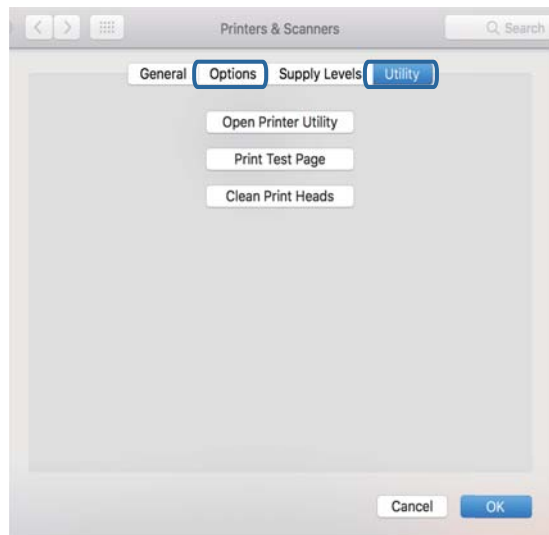 Printers & Scanners Search
General Options Supply Levels Utility
Open Printer Utility
Print Test Page
Clean Print Heads
Cancel OK